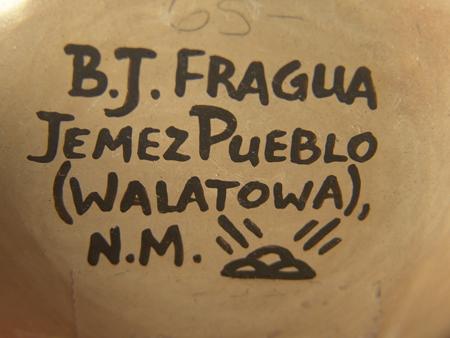 65-
B.J. FRAGUA
JEMEZ PUEBLO
(WALATOWA),
N.M.